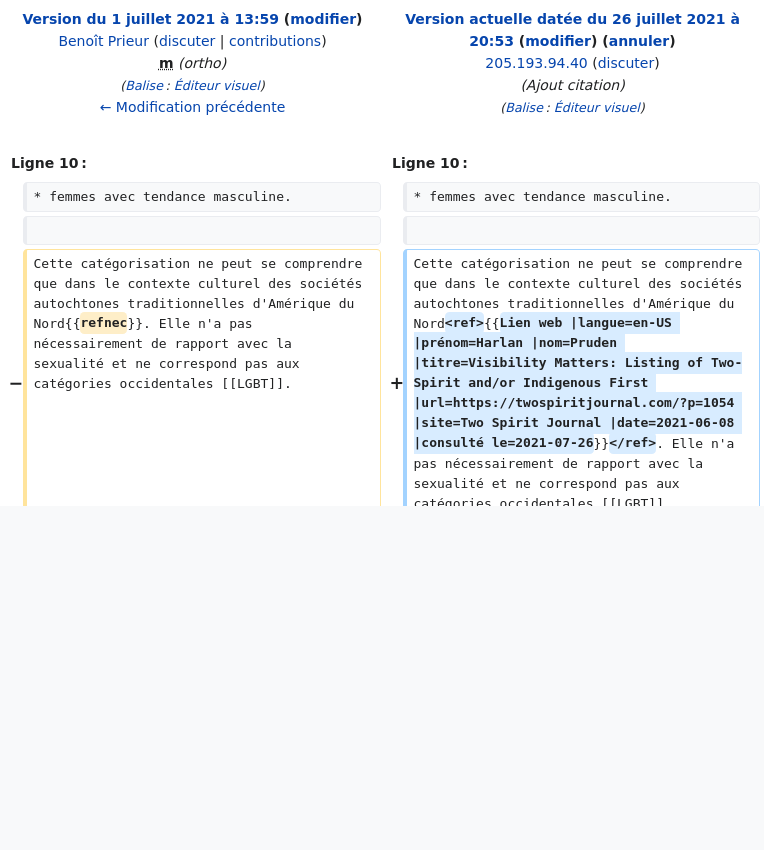 Version du 1 juillet 2021 à 13:59 (modifier)
Benoît Prieur (discuter | contributions)
m (ortho)
(Balise : Éditeur visuel)
← Modification précédente
Version actuelle datée du 26 juillet 2021 à
20:53 (modifier) (annuler)
205.193.94.40 (discuter)
(Ajout citation)
(Balise : Éditeur visuel)
Ligne 10 :
Ligne 10 :
* femmes avec tendance masculine.
* femmes avec tendance masculine.
−
Cette catégorisation ne peut se comprendre
que dans le contexte culturel des sociétés
autochtones traditionnelles d'Amérique du
Nord{{refnec}}. Elle n'a pas
nécessairement de rapport avec la
sexualité et ne correspond pas aux
catégories occidentales [[LGBT]].
+
Cette catégorisation ne peut se comprendre
que dans le contexte culturel des sociétés
autochtones traditionnelles d'Amérique du
Nord<ref>{{Lien web |langue=en-US
|prénom=Harlan |nom=Pruden
|titre=Visibility Matters: Listing of Two-
Spirit and/or Indigenous First
|url=https://twospiritjournal.com/?p=1054
|site=Two Spirit Journal |date=2021-06-08
|consulté le=2021-07-26}}</ref>. Elle n'a
pas nécessairement de rapport avec la
sexualité et ne correspond pas aux
catégories occidentales [[LGBT]]